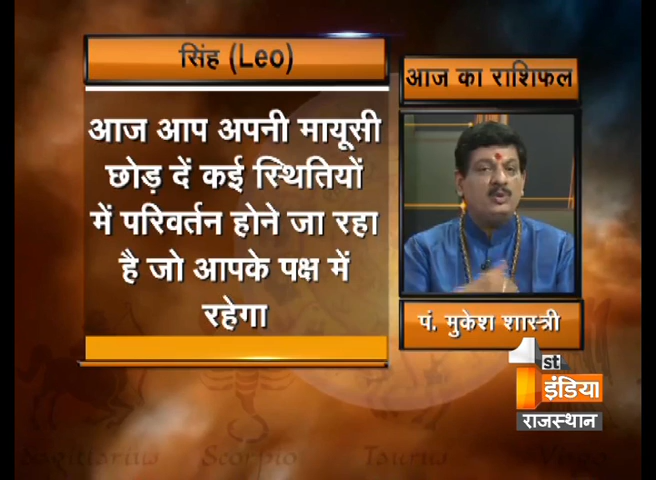 सिंह (Leo)
आज का राशिफल
आज आप अपनी मायूसी
छोड़ दें कई स्थितियों
में परिवर्तन होने जा रहा
है जो आपके पक्ष में
रहेगा
पं. मुकेश शास्त्री
1st
इंडिया
राजस्थान
Sagittarius
Scorpio
Taurus
Virgo